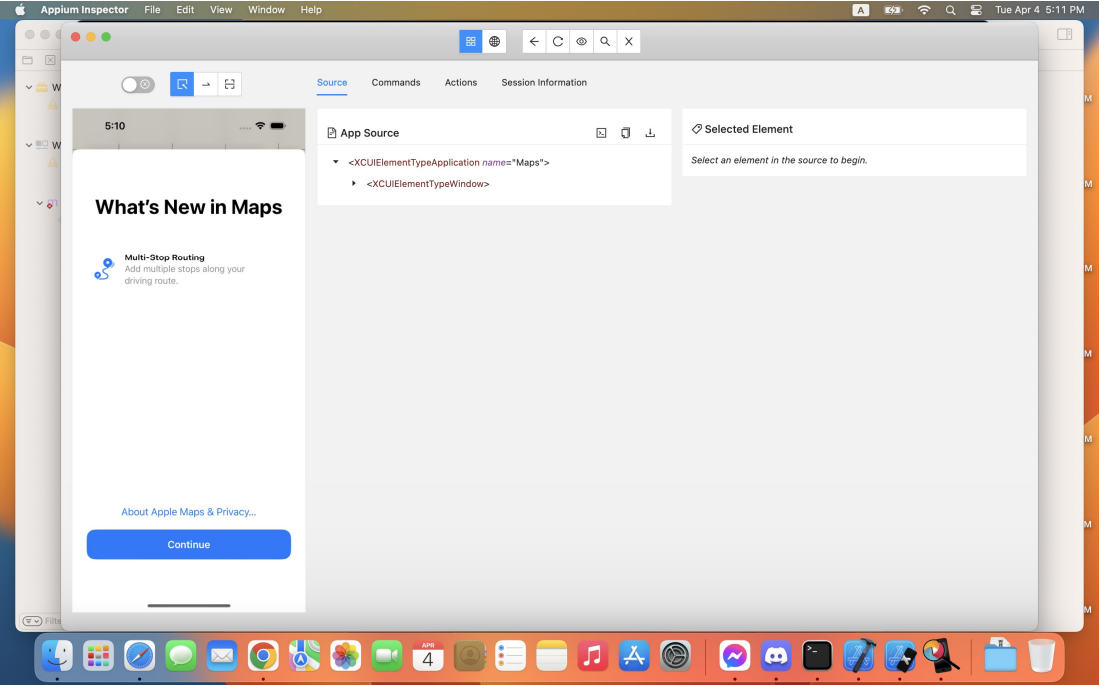 Appium Inspector File Edit View Window Help
A Tue Apr 4 5:11 PM
W
W
Source Commands Actions Session Information
5:10
App Source
Selected Element
<XCUIElementTypeApplication name="Maps">
<XCUIElementTypeWindow>
Select an element in the source to begin.
What's New in Maps
Multi-Stop Routing
Add multiple stops along your
driving route.
About Apple Maps & Privacy...
Continue
Filte
M
M
M
M
M
M
M
APR
4